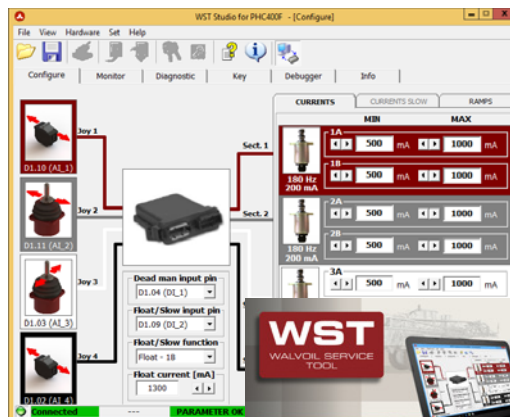 WST Studio for PHC400F - [Configure]
File View Hardware Set Help
Configure Monitor Diagnostic Key Debugger Info
CURRENTS CURRENTS SLOW RAMPS
MIN MAX
Joy 1
D1.10 (AI_1)
Sect. 1
180 Hz
200 mA
1A
500 mA 1000 mA
1B
500 mA 1000 mA
Joy 2
D1.11 (AI_2)
Sect. 2
180 Hz
200 mA
2A
500 mA 1000 mA
2B
500 mA 1000 mA
Joy 3
D1.03 (AI_3)
3A
500 mA 1000 mA
Joy 4
D1.02 (AI_4)
Dead man input pin
D1.04 (DI_1)
Float/Slow input pin
D1.09 (DI_2)
Float/Slow function
Float - 1B
Float current [mA]
1300
Connected --- PARAMETER OK
WST
WALVOIL SERVICE
TOOL